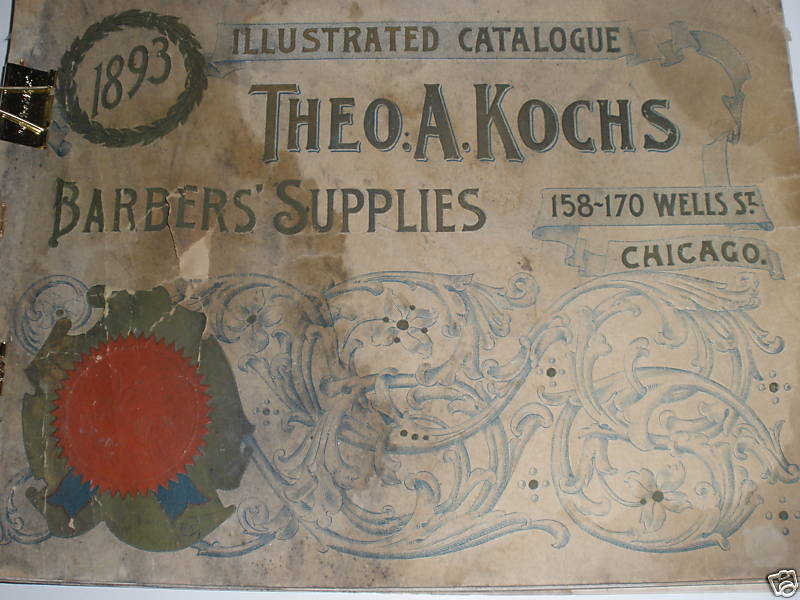 1893
ILLUSTRATED CATALOGUE
THEO. A. KOCHS
BARBERS' SUPPLIES
158~170 WELLS ST.
CHICAGO.